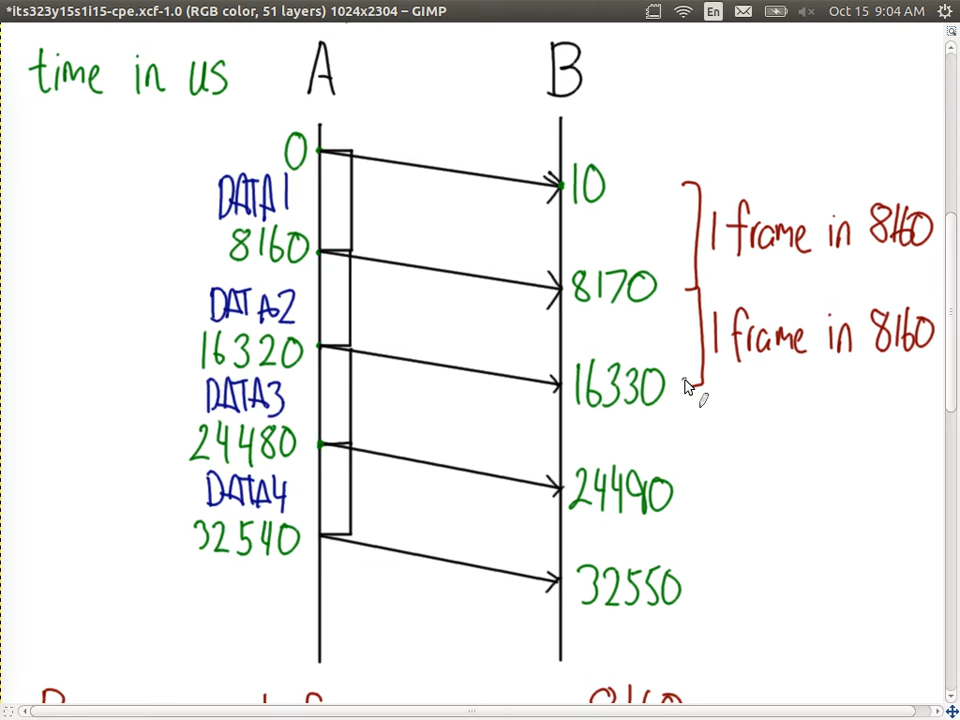 *its323y15s1i15-cpe.xcf-1.0 (RGB color, 51 layers) 1024x2304 – GIMP
En
Oct 15 9:04 AM
time in us
A
B
0
10
DATA1
1 frame in 8160
8160
8170
DATA2
1 frame in 8160
16320
16330
DATA3
24480
24490
DATA4
32540
32550